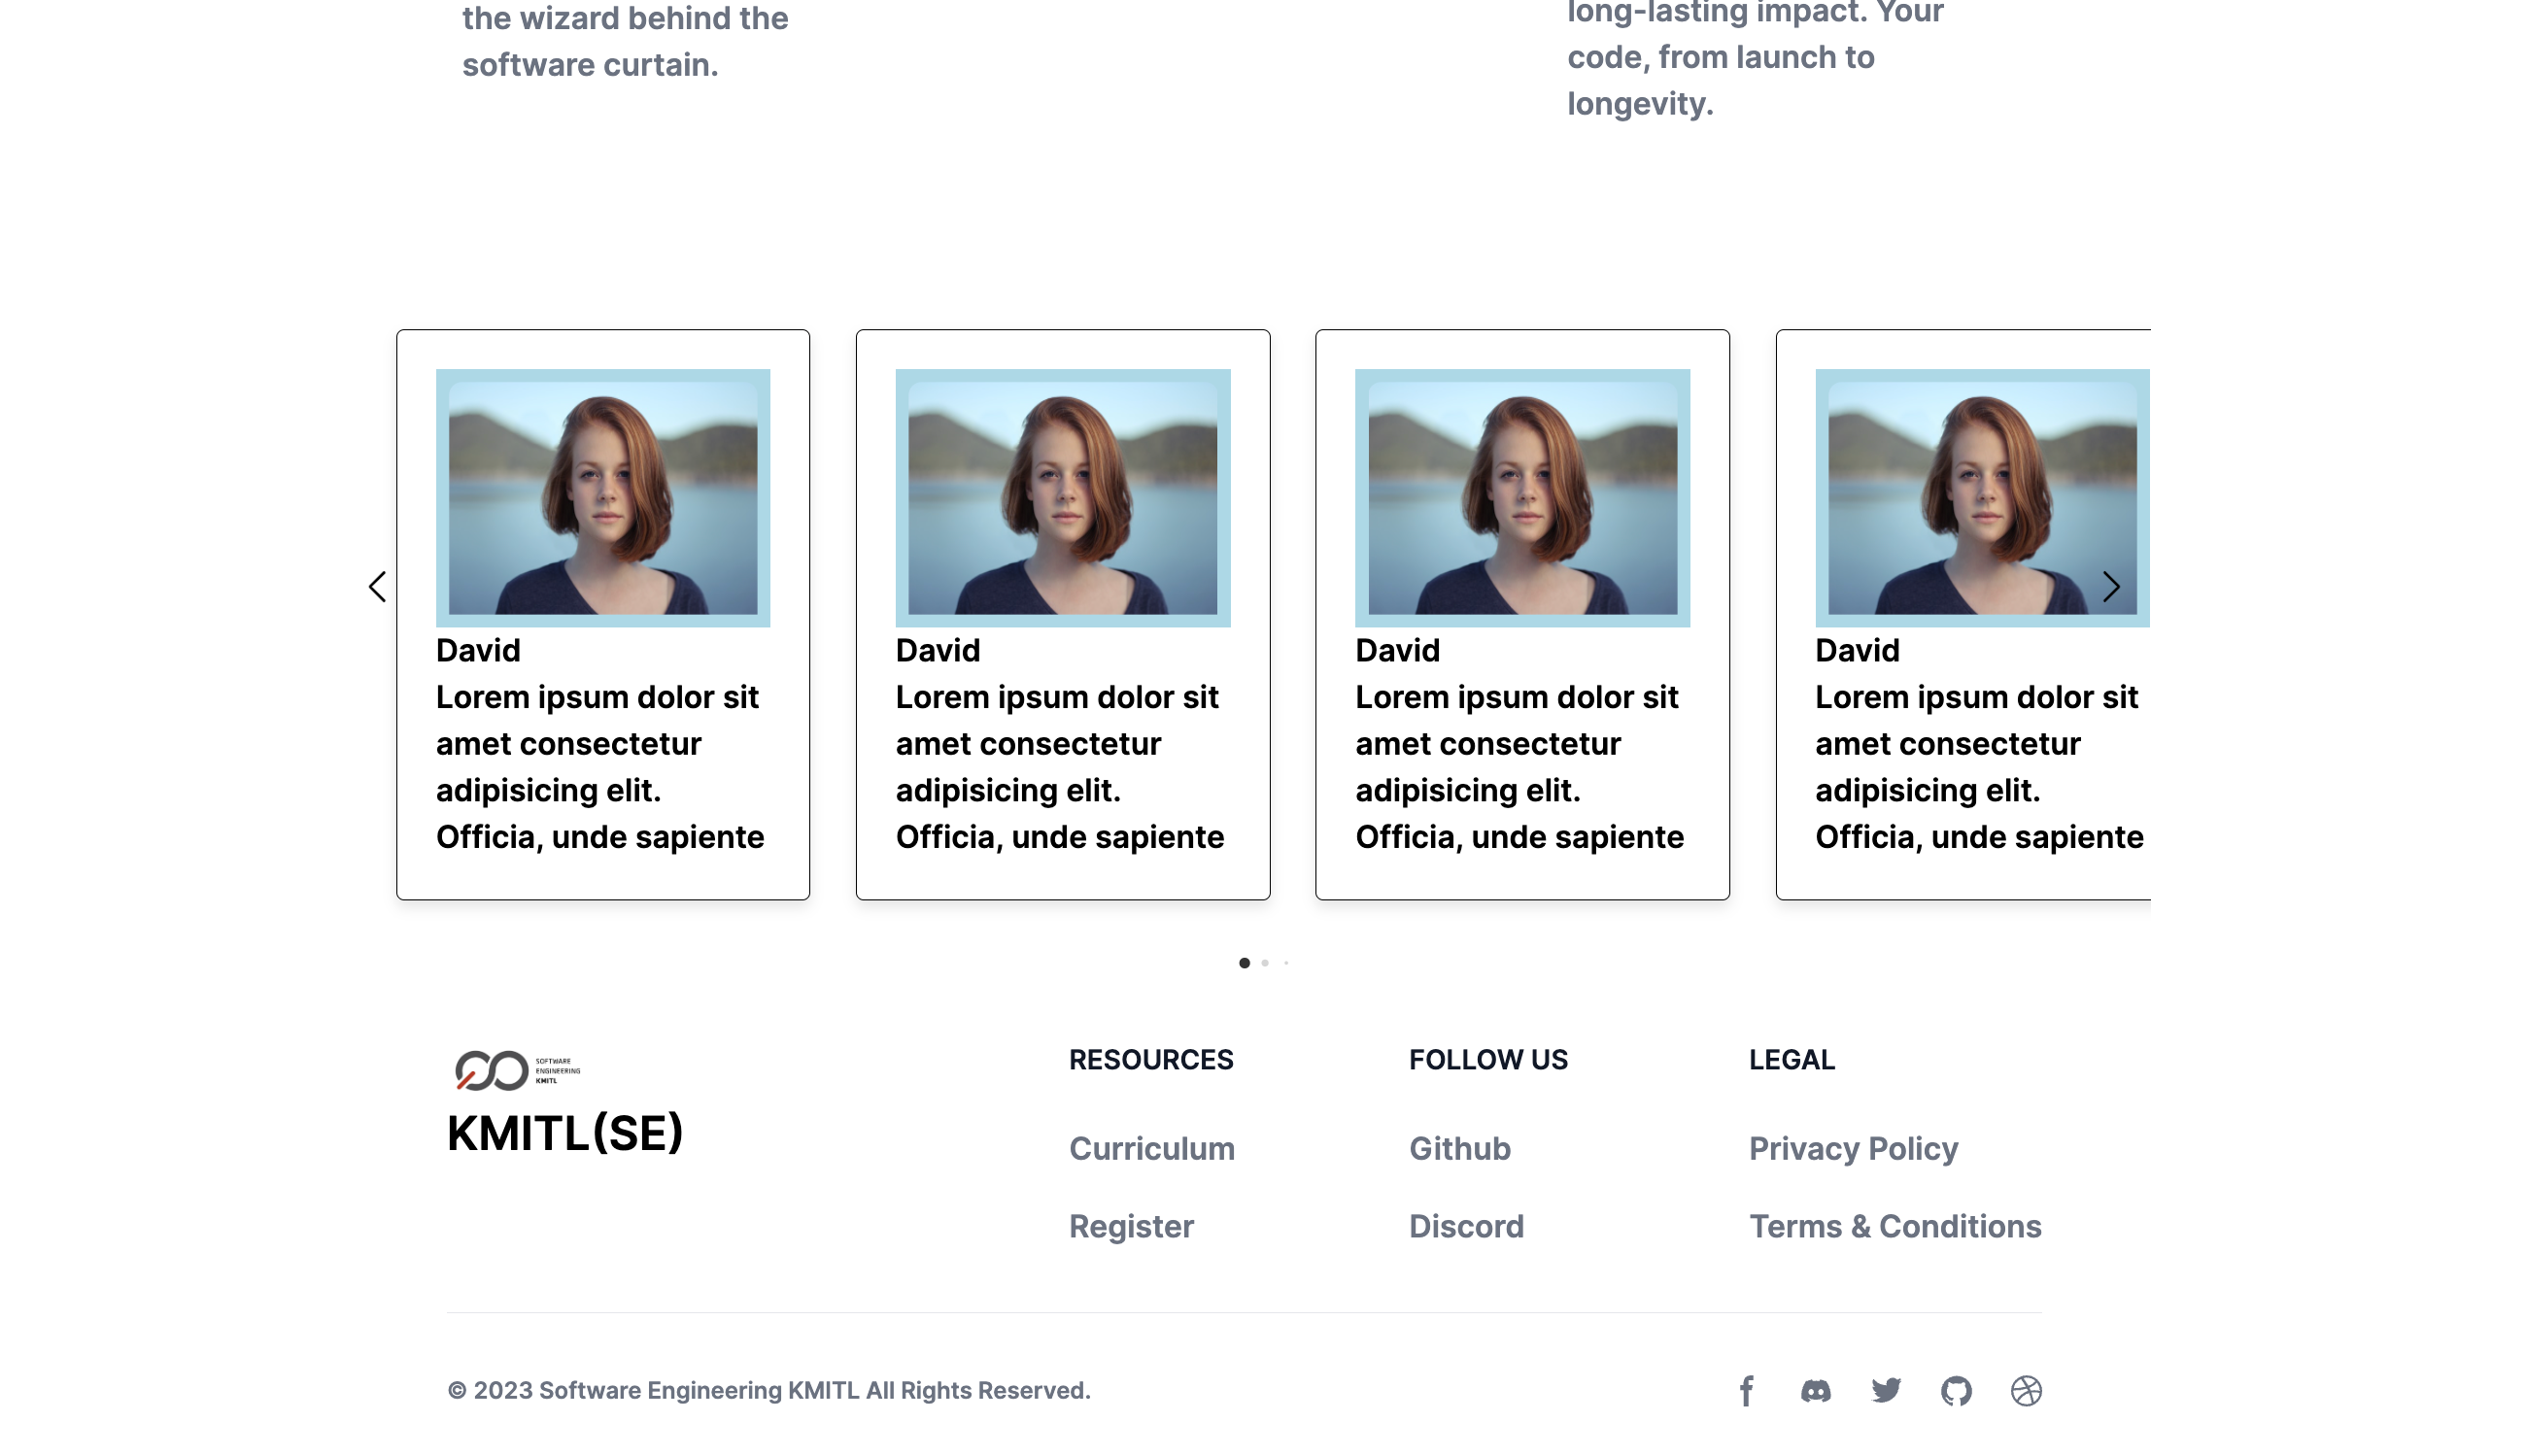 the wizard behind the
software curtain.
long-lasting impact. Your
code, from launch to
longevity.
David
Lorem ipsum dolor sit
amet consectetur
adipisicing elit.
Officia, unde sapiente
David
Lorem ipsum dolor sit
amet consectetur
adipisicing elit.
Officia, unde sapiente
David
Lorem ipsum dolor sit
amet consectetur
adipisicing elit.
Officia, unde sapiente
David
Lorem ipsum dolor sit
amet consectetur
adipisicing elit.
Officia, unde sapiente
SOFTWARE
ENGINEERING
KMITL
KMITL(SE)
RESOURCES
Curriculum
Register
FOLLOW US
Github
Discord
LEGAL
Privacy Policy
Terms & Conditions
© 2023 Software Engineering KMITL All Rights Reserved.